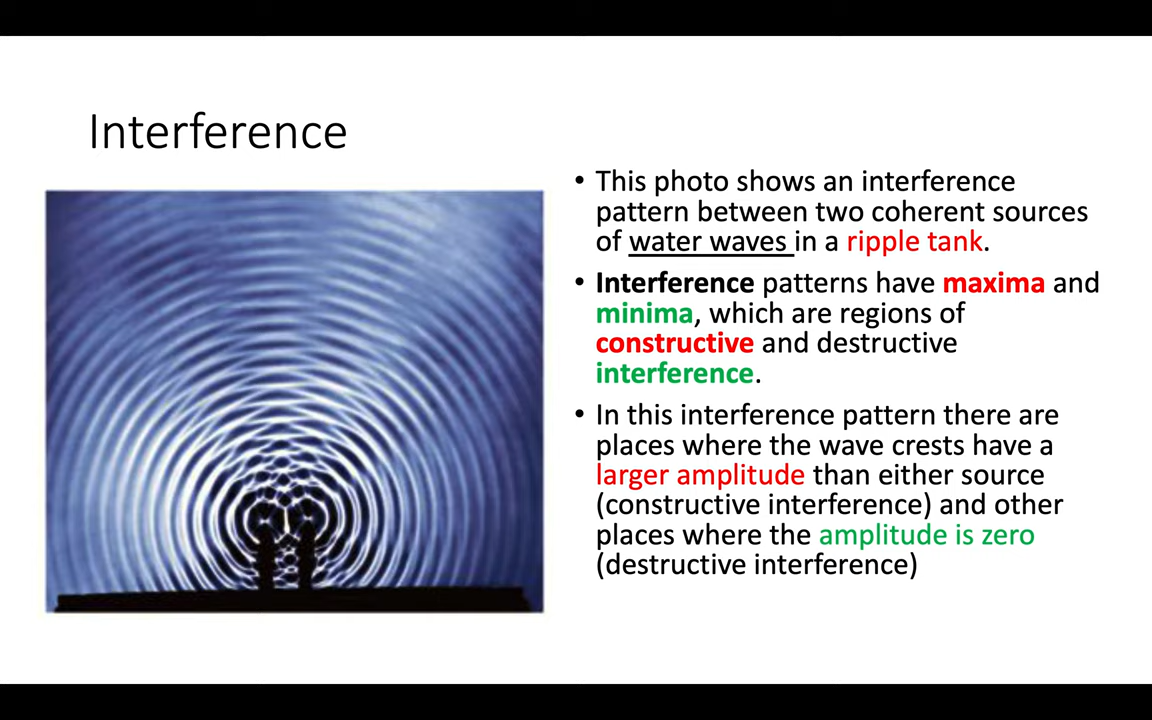 Interference
• This photo shows an interference
pattern between two coherent sources
of water waves in a ripple tank.
• Interference patterns have maxima and
minima, which are regions of
constructive and destructive
interference.
• In this interference pattern there are
places where the wave crests have a
larger amplitude than either source
(constructive interference) and other
places where the amplitude is zero
(destructive interference)